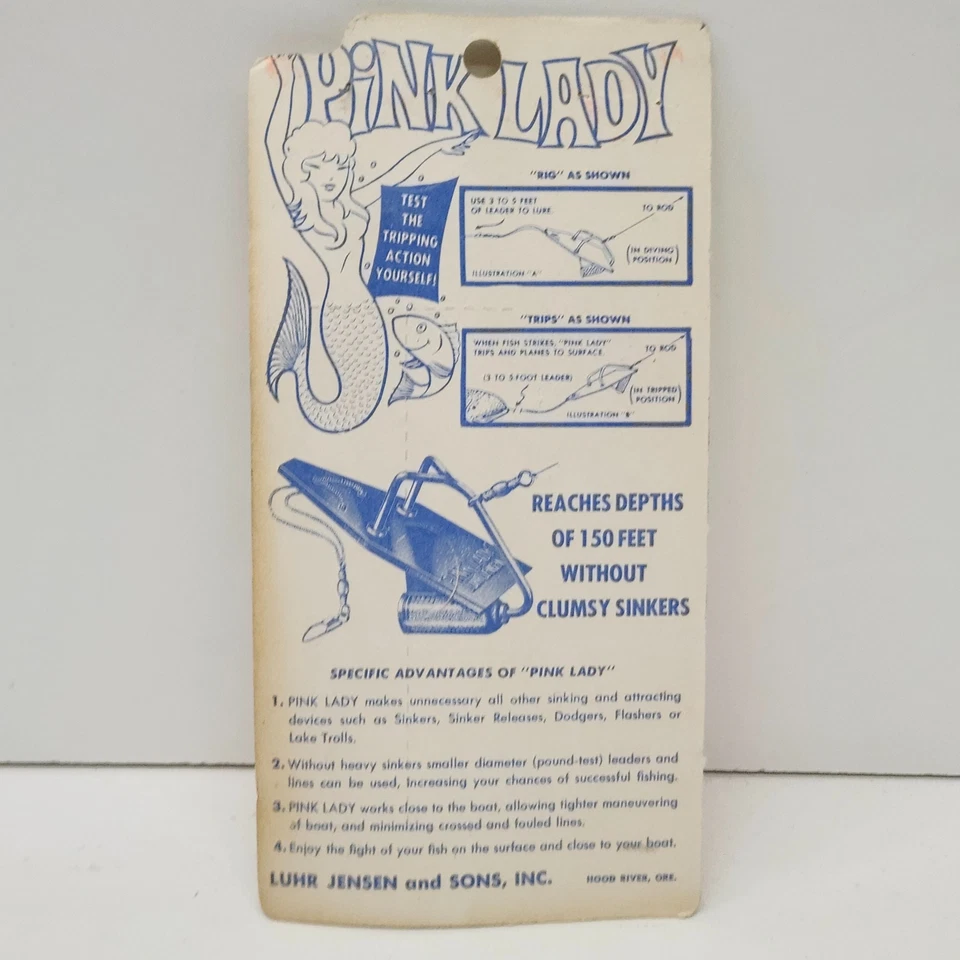 PiNK LADY
"RIG" AS SHOWN
USE 3 TO 5 FEET
OF LEADER TO LURE.
TO ROD
(IN DIVING
POSITION)
ILLUSTRATION "A"
TEST
THE
TRIPPING
ACTION
YOURSELF!
"TRIPS" AS SHOWN
WHEN FISH STRIKES, "PINK LADY"
TRIPS AND PLANES TO SURFACE.
TO ROD
(3 TO 5-FOOT LEADER)
(IN TRIPPED
POSITION)
ILLUSTRATION "B"
REACHES DEPTHS
OF 150 FEET
WITHOUT
CLUMSY SINKERS
SPECIFIC ADVANTAGES OF "PINK LADY"
1. PINK LADY makes unnecessary all other sinking and attracting
devices such as Sinkers, Sinker Releases, Dodgers, Flashers or
Lake Trolls.
2. Without heavy sinkers smaller diameter (pound-test) leaders and
lines can be used, increasing your chances of successful fishing.
3. PINK LADY works close to the boat, allowing tighter maneuvering
of boat, and minimizing crossed and fouled lines.
4. Enjoy the fight of your fish on the surface and close to your boat.
LUHR JENSEN and SONS, INC.
HOOD RIVER, ORE.